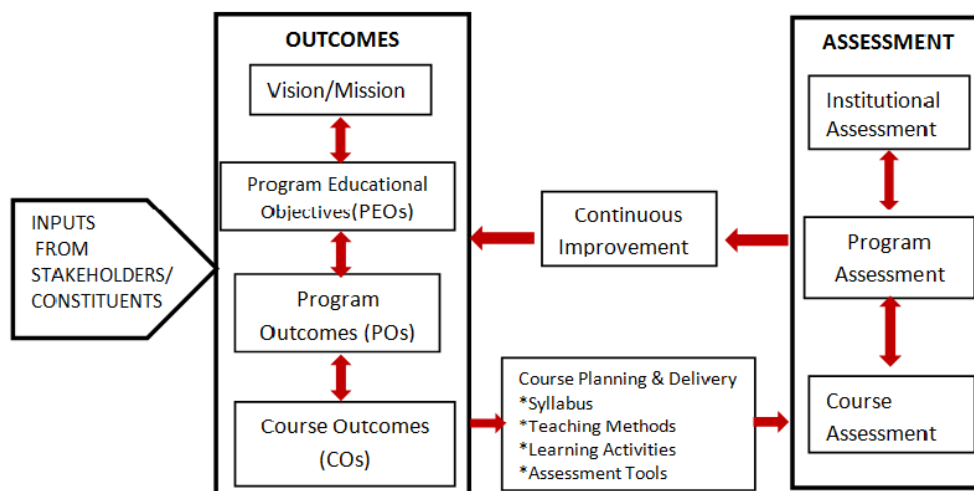 OUTCOMES
Vision/Mission
Program Educational
Objectives(PEOs)
Program
Outcomes (POs)
Course Outcomes
(COs)
INPUTS
FROM
STAKEHOLDERS/
CONSTITUENTS
Continuous
Improvement
Course Planning & Delivery
*Syllabus
*Teaching Methods
*Learning Activities
*Assessment Tools
ASSESSMENT
Institutional
Assessment
Program
Assessment
Course
Assessment